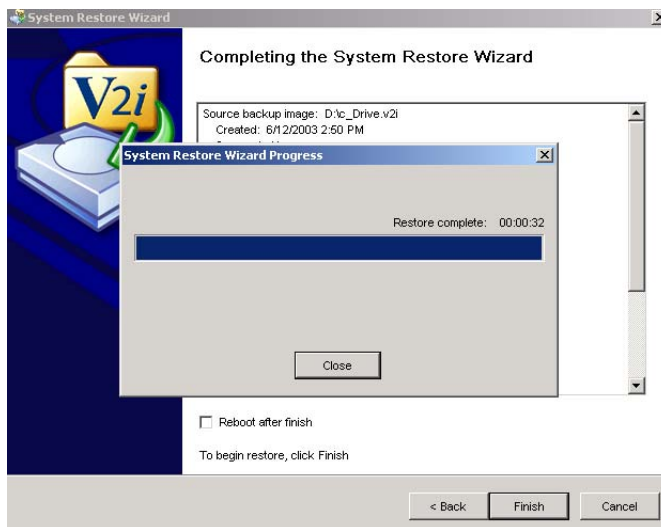 System Restore Wizard
Completing the System Restore Wizard
V2i
Source backup image: D:\c_Drive.v2i
Created: 6/12/2003 2:50 PM
System Restore Wizard Progress
Restore complete: 00:00:32
Close
Reboot after finish
To begin restore, click Finish
< Back Finish Cancel